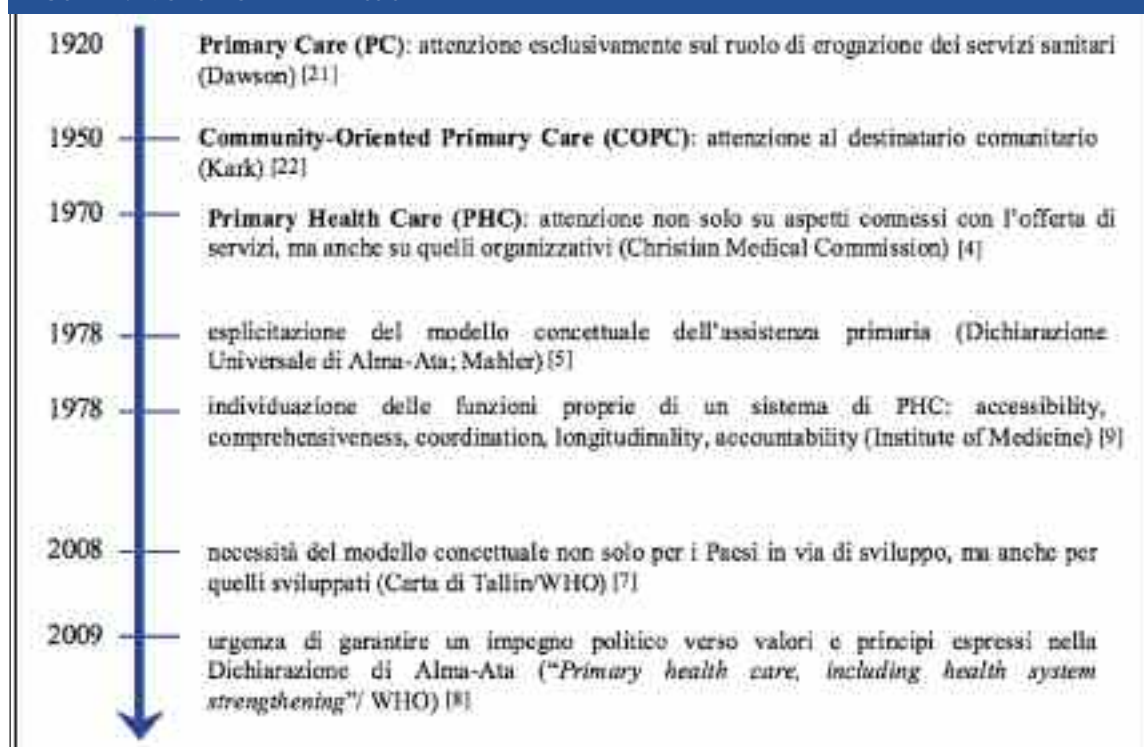 1920 Primary Care (PC): attenzione esclusivamente sul ruolo di erogazione dei servizi sanitari
(Dawson) [21]
1950 Community-Oriented Primary Care (COPC): attenzione al destinatario comunitario
(Kark) [22]
1970 Primary Health Care (PHC): attenzione non solo su aspetti connessi con l'offerta di
servizi, ma anche su quelli organizzativi (Christian Medical Commission) [4]
1978 esplicitazione del modello concettuale dell'assistenza primaria (Dichiarazione
Universale di Alma-Ata; Mahler) [5]
1978 individuazione delle funzioni proprie di un sistema di PHC: accessibility,
comprehensiveness, coordination, longitudinality, accountability (Institute of Medicine) [9]
2008 necessità del modello concettuale non solo per i Paesi in via di sviluppo, ma anche per
quelli sviluppati (Carta di Tallin/WHO) [7]
2009 urgenza di garantire un impegno politico verso valori e principi espressi nella
Dichiarazione di Alma-Ata ("Primary health care, including health system
strengthening"/ WHO) [8]